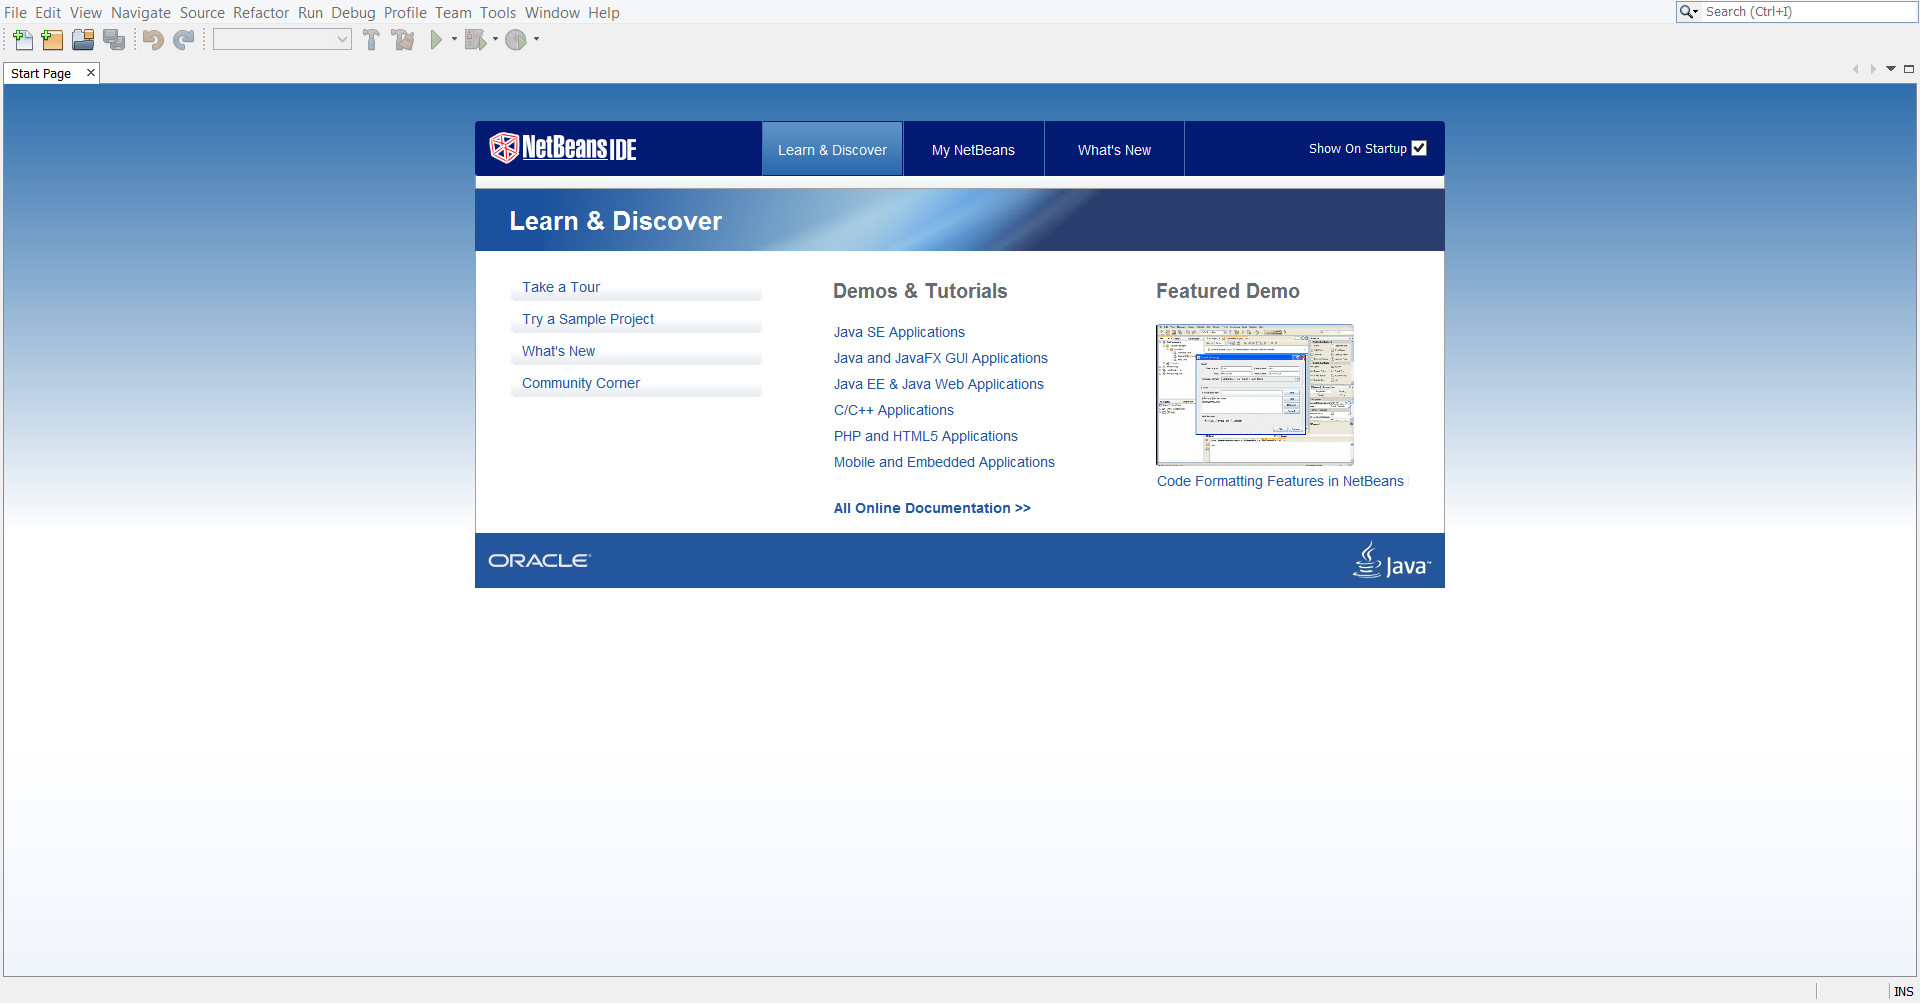 File Edit View Navigate Source Refactor Run Debug Profile Team Tools Window Help
Search (Ctrl+I)
Start Page
NetBeans IDE
Learn & Discover
My NetBeans
What's New
Show On Startup
Learn & Discover
Take a Tour
Try a Sample Project
What's New
Community Corner
Demos & Tutorials
Java SE Applications
Java and JavaFX GUI Applications
Java EE & Java Web Applications
C/C++ Applications
PHP and HTML5 Applications
Mobile and Embedded Applications
All Online Documentation >>
Featured Demo
Code Formatting Features in NetBeans
ORACLE
Java™
INS